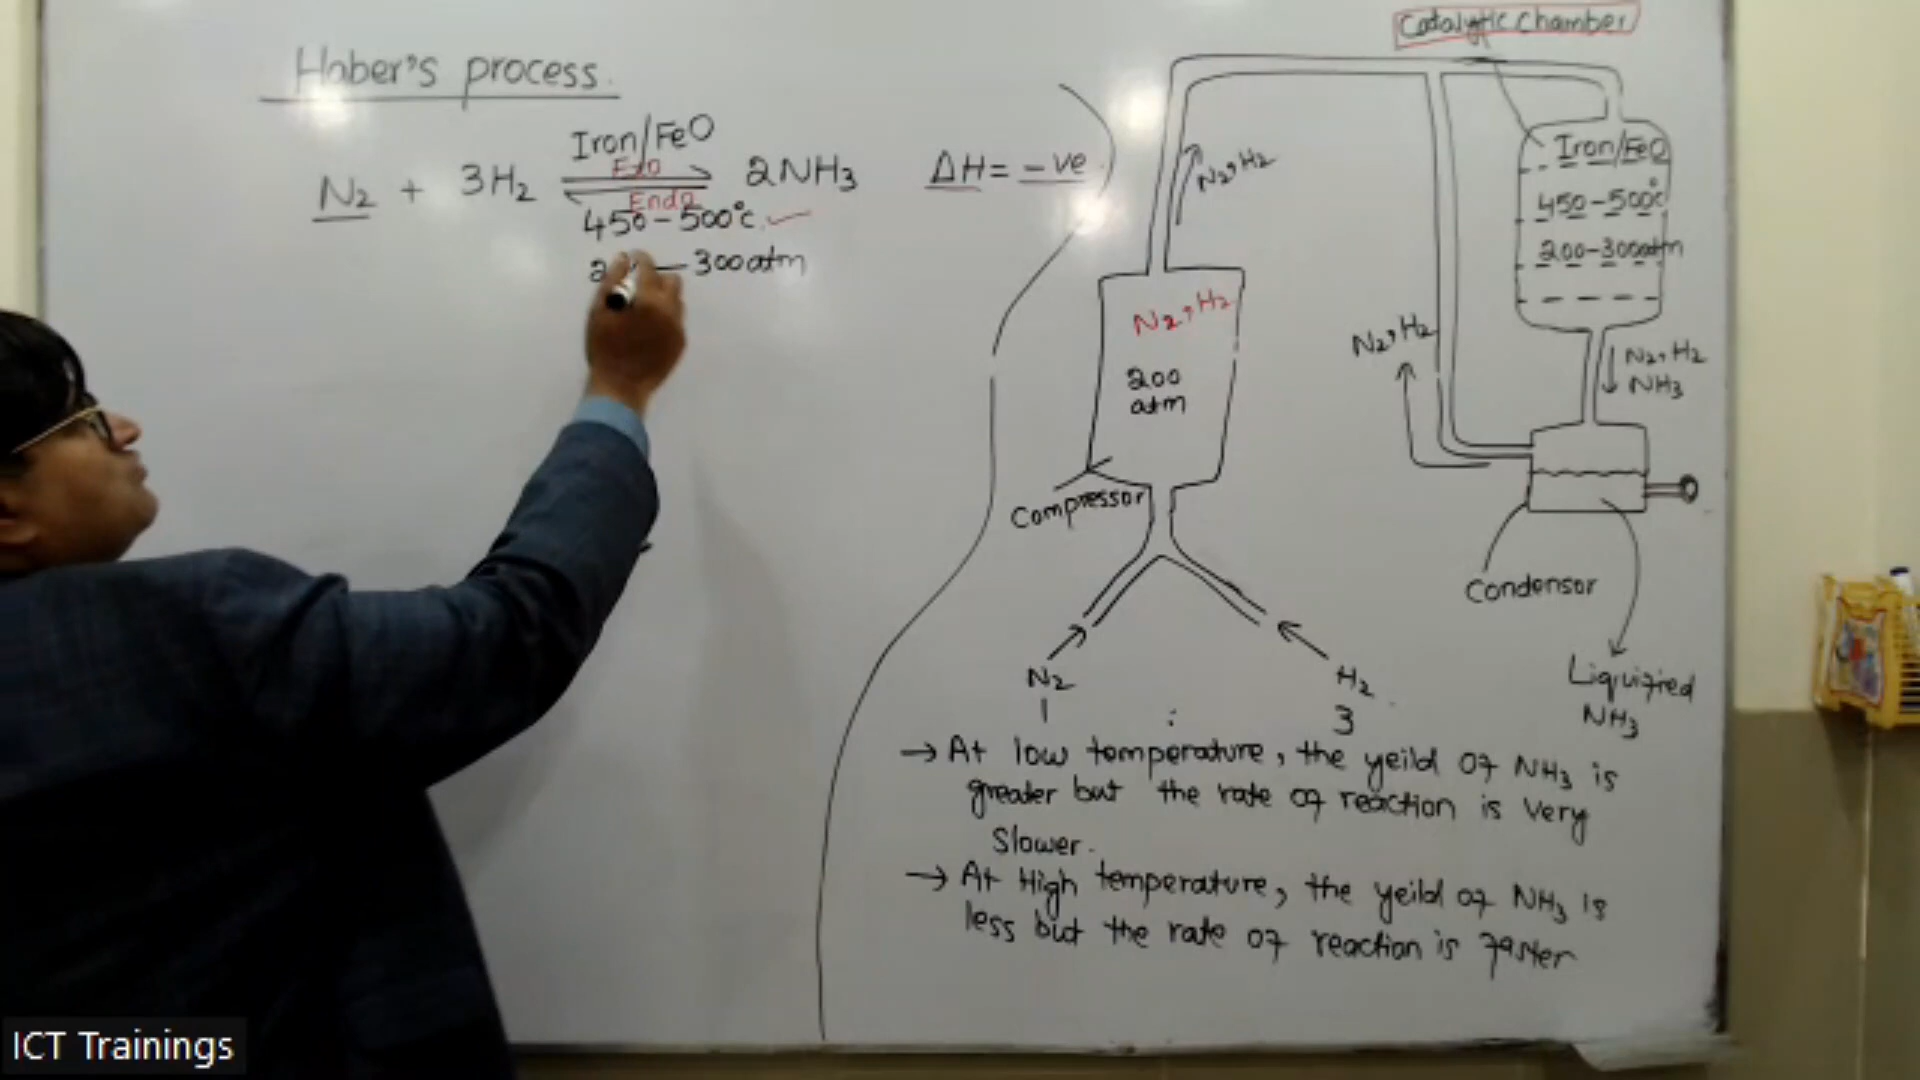 Haber's process.
Iron/FeO
Exo
N2 + 3H2 2NH3 ΔH = -ve
Endo
450-500°c
300atm
Catalytic Chamber
Iron/FeO
450-500°c
200-300atm
N2, H2
N2, H2
200
atm
Compressor
N2, H2
N2, H2
NH3
Condensor
Liquified
NH3
N2 H2
1 : 3
→ At low temperature, the yeild of NH3 is
greater but the rate of reaction is very
Slower.
→ At High temperature, the yeild of NH3 is
less but the rate of reaction is faster
ICT Trainings